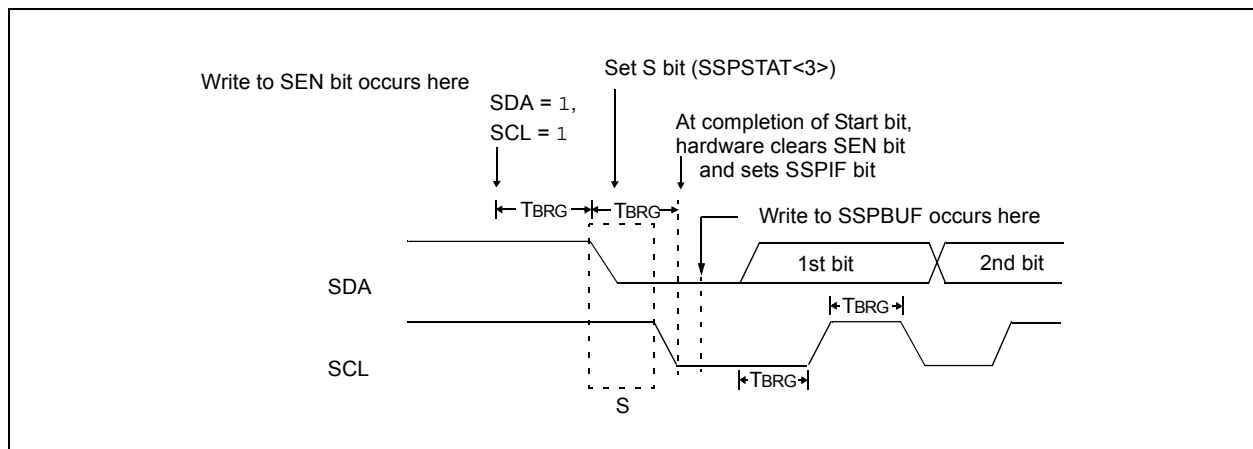 Write to SEN bit occurs here
Set S bit (SSPSTAT<3>)
SDA = 1,
SCL = 1
At completion of Start bit,
hardware clears SEN bit
and sets SSPIF bit
TBRG
TBRG
Write to SSPBUF occurs here
SDA
1st bit
2nd bit
TBRG
SCL
TBRG
S